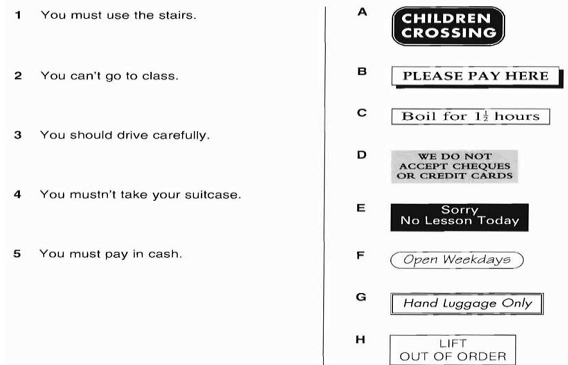 1 You must use the stairs.
2 You can't go to class.
3 You should drive carefully.
4 You mustn't take your suitcase.
5 You must pay in cash.
A CHILDREN
CROSSING
B PLEASE PAY HERE
C Boil for 1½ hours
D WE DO NOT
ACCEPT CHEQUES
OR CREDIT CARDS
E Sorry
No Lesson Today
F Open Weekdays
G Hand Luggage Only
H LIFT
OUT OF ORDER